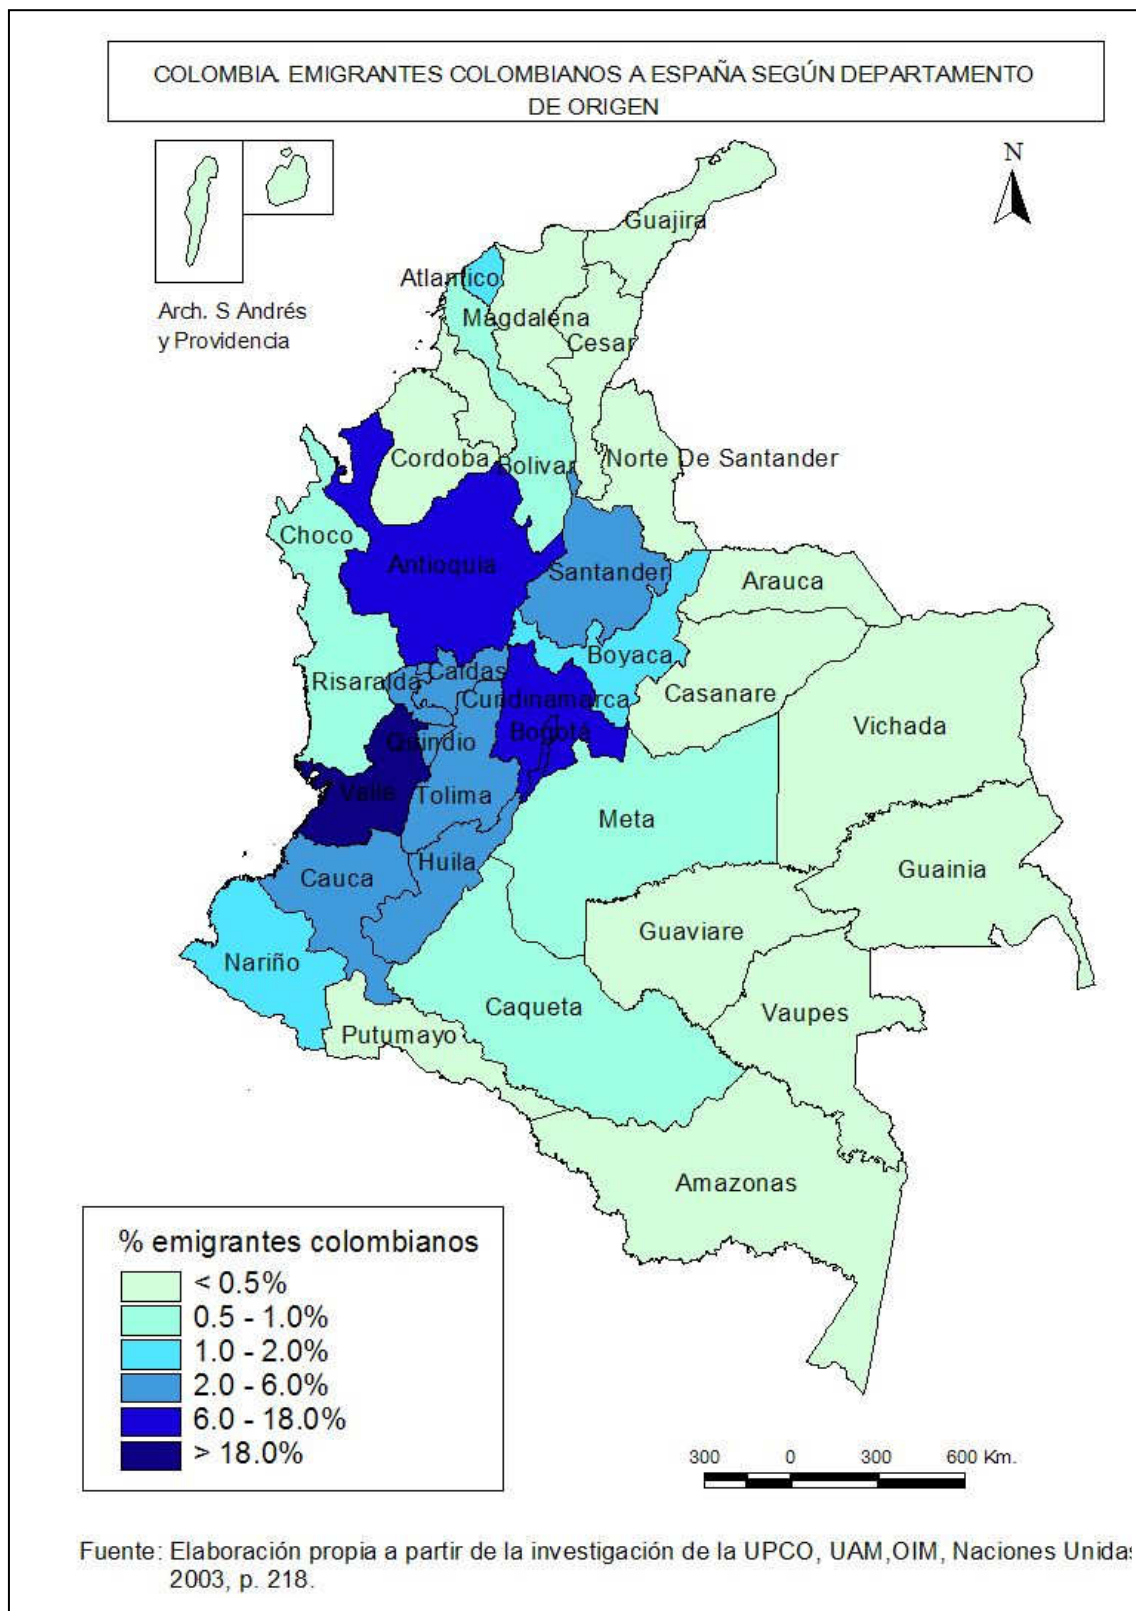 COLOMBIA. EMIGRANTES COLOMBIANOS A ESPAÑA SEGÚN DEPARTAMENTO
DE ORIGEN
N
Guajira
Atlantico
Arch. S Andrés
y Providencia
Magdalena
Cesar
Cordoba
Bolivar
Norte De Santander
Choco
Antioquia
Santander
Arauca
Boyaca
Risaralda
Caldas
Casanare
Cundinamarca
Vichada
Bogotá
Quindio
Valle
Tolima
Meta
Huila
Cauca
Guainia
Guaviare
Nariño
Caqueta
Vaupes
Putumayo
Amazonas
% emigrantes colombianos
< 0.5%
0.5 - 1.0%
1.0 - 2.0%
2.0 - 6.0%
6.0 - 18.0%
> 18.0%
300 0 300 600 Km.
Fuente: Elaboración propia a partir de la investigación de la UPCO, UAM,OIM, Naciones Unidas
2003, p. 218.